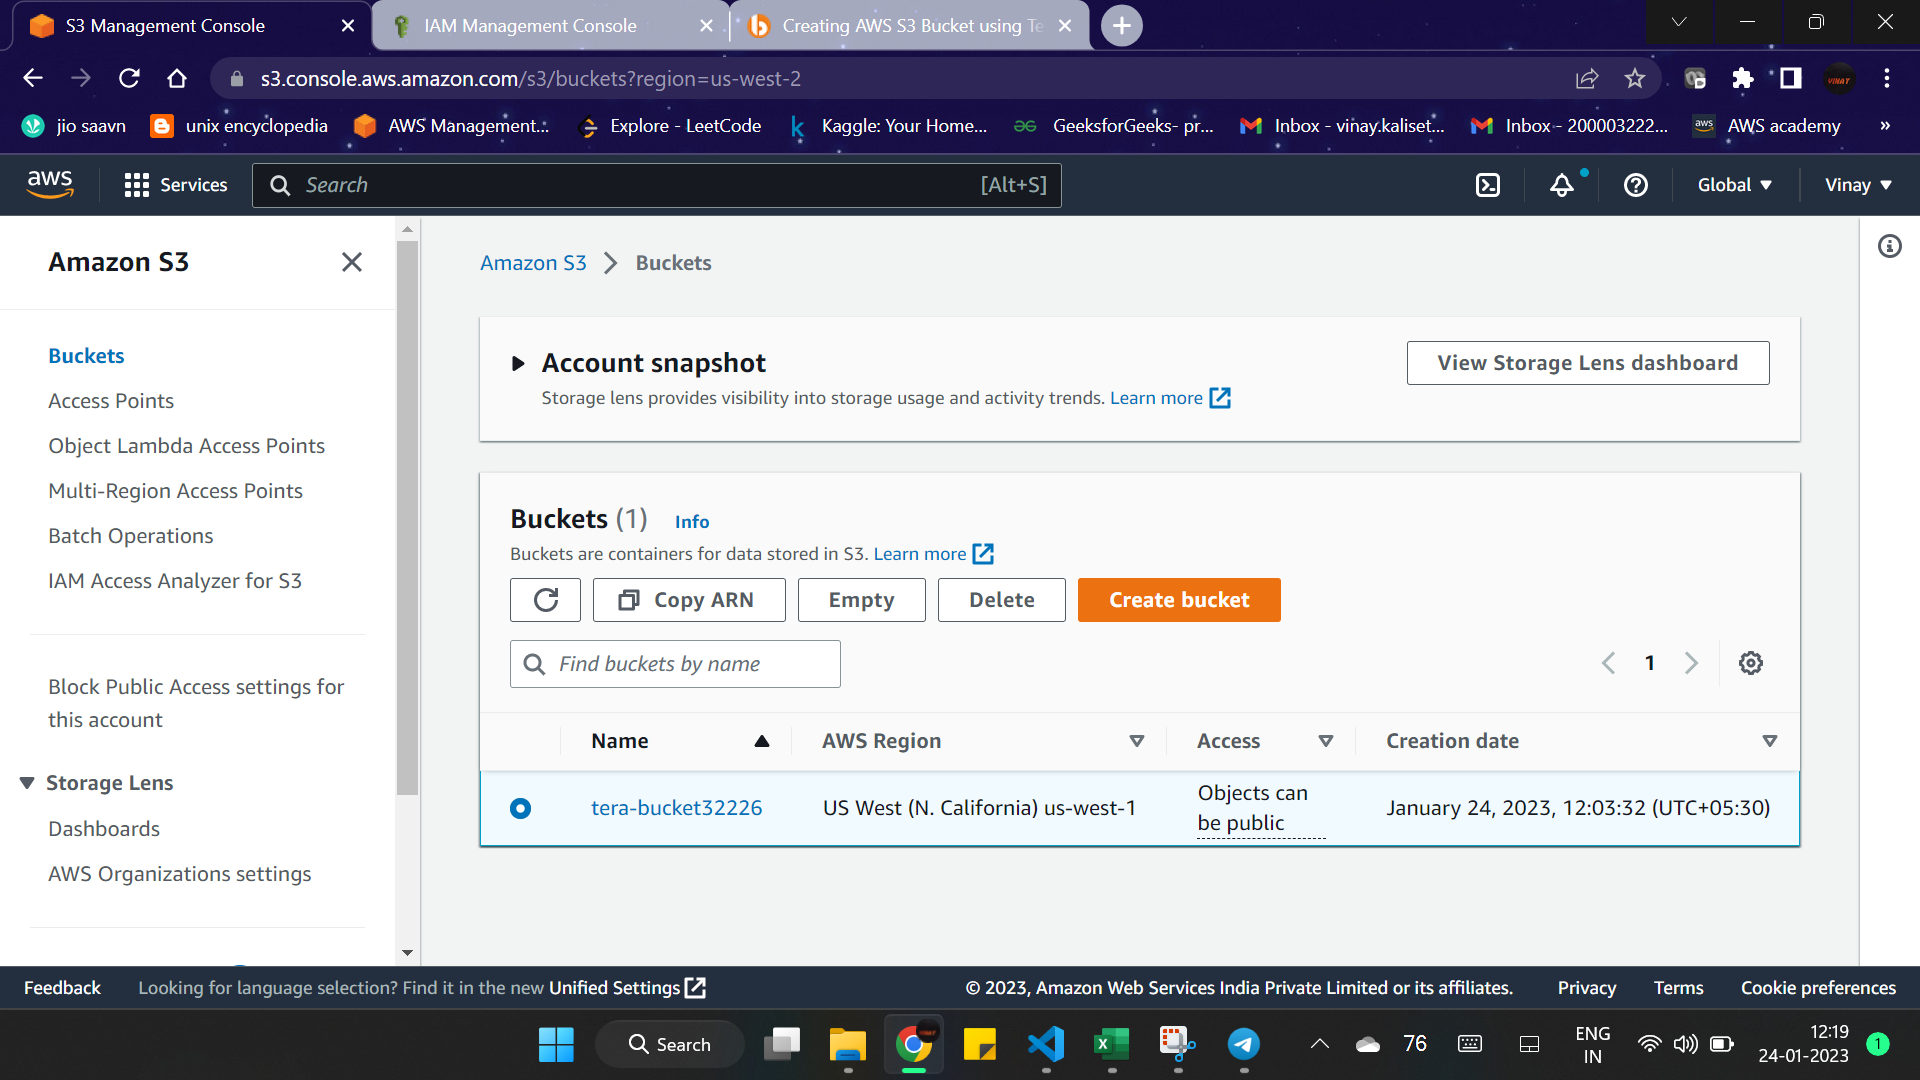 S3 Management Console
IAM Management Console
Creating AWS S3 Bucket using Te
s3.console.aws.amazon.com/s3/buckets?region=us-west-2
VINAY
jio saavn
unix encyclopedia
AWS Management...
Explore - LeetCode
Kaggle: Your Home...
GeeksforGeeks- pr...
Inbox - vinay.kaliset...
Inbox - 200003222...
aws
AWS academy
»
aws
Services
Search
[Alt+S]
Global
Vinay
Amazon S3
Buckets
Access Points
Object Lambda Access Points
Multi-Region Access Points
Batch Operations
IAM Access Analyzer for S3
Block Public Access settings for
this account
Storage Lens
Dashboards
AWS Organizations settings
Amazon S3
Buckets
Account snapshot
Storage lens provides visibility into storage usage and activity trends. Learn more
View Storage Lens dashboard
Buckets (1) Info
Buckets are containers for data stored in S3. Learn more
Copy ARN
Empty
Delete
Create bucket
Find buckets by name
1
Name
AWS Region
Access
Creation date
tera-bucket32226
US West (N. California) us-west-1
Objects can
be public
January 24, 2023, 12:03:32 (UTC+05:30)
Feedback
Looking for language selection? Find it in the new Unified Settings
© 2023, Amazon Web Services India Private Limited or its affiliates.
Privacy
Terms
Cookie preferences
Search
76
ENG
IN
12:19
24-01-2023
1